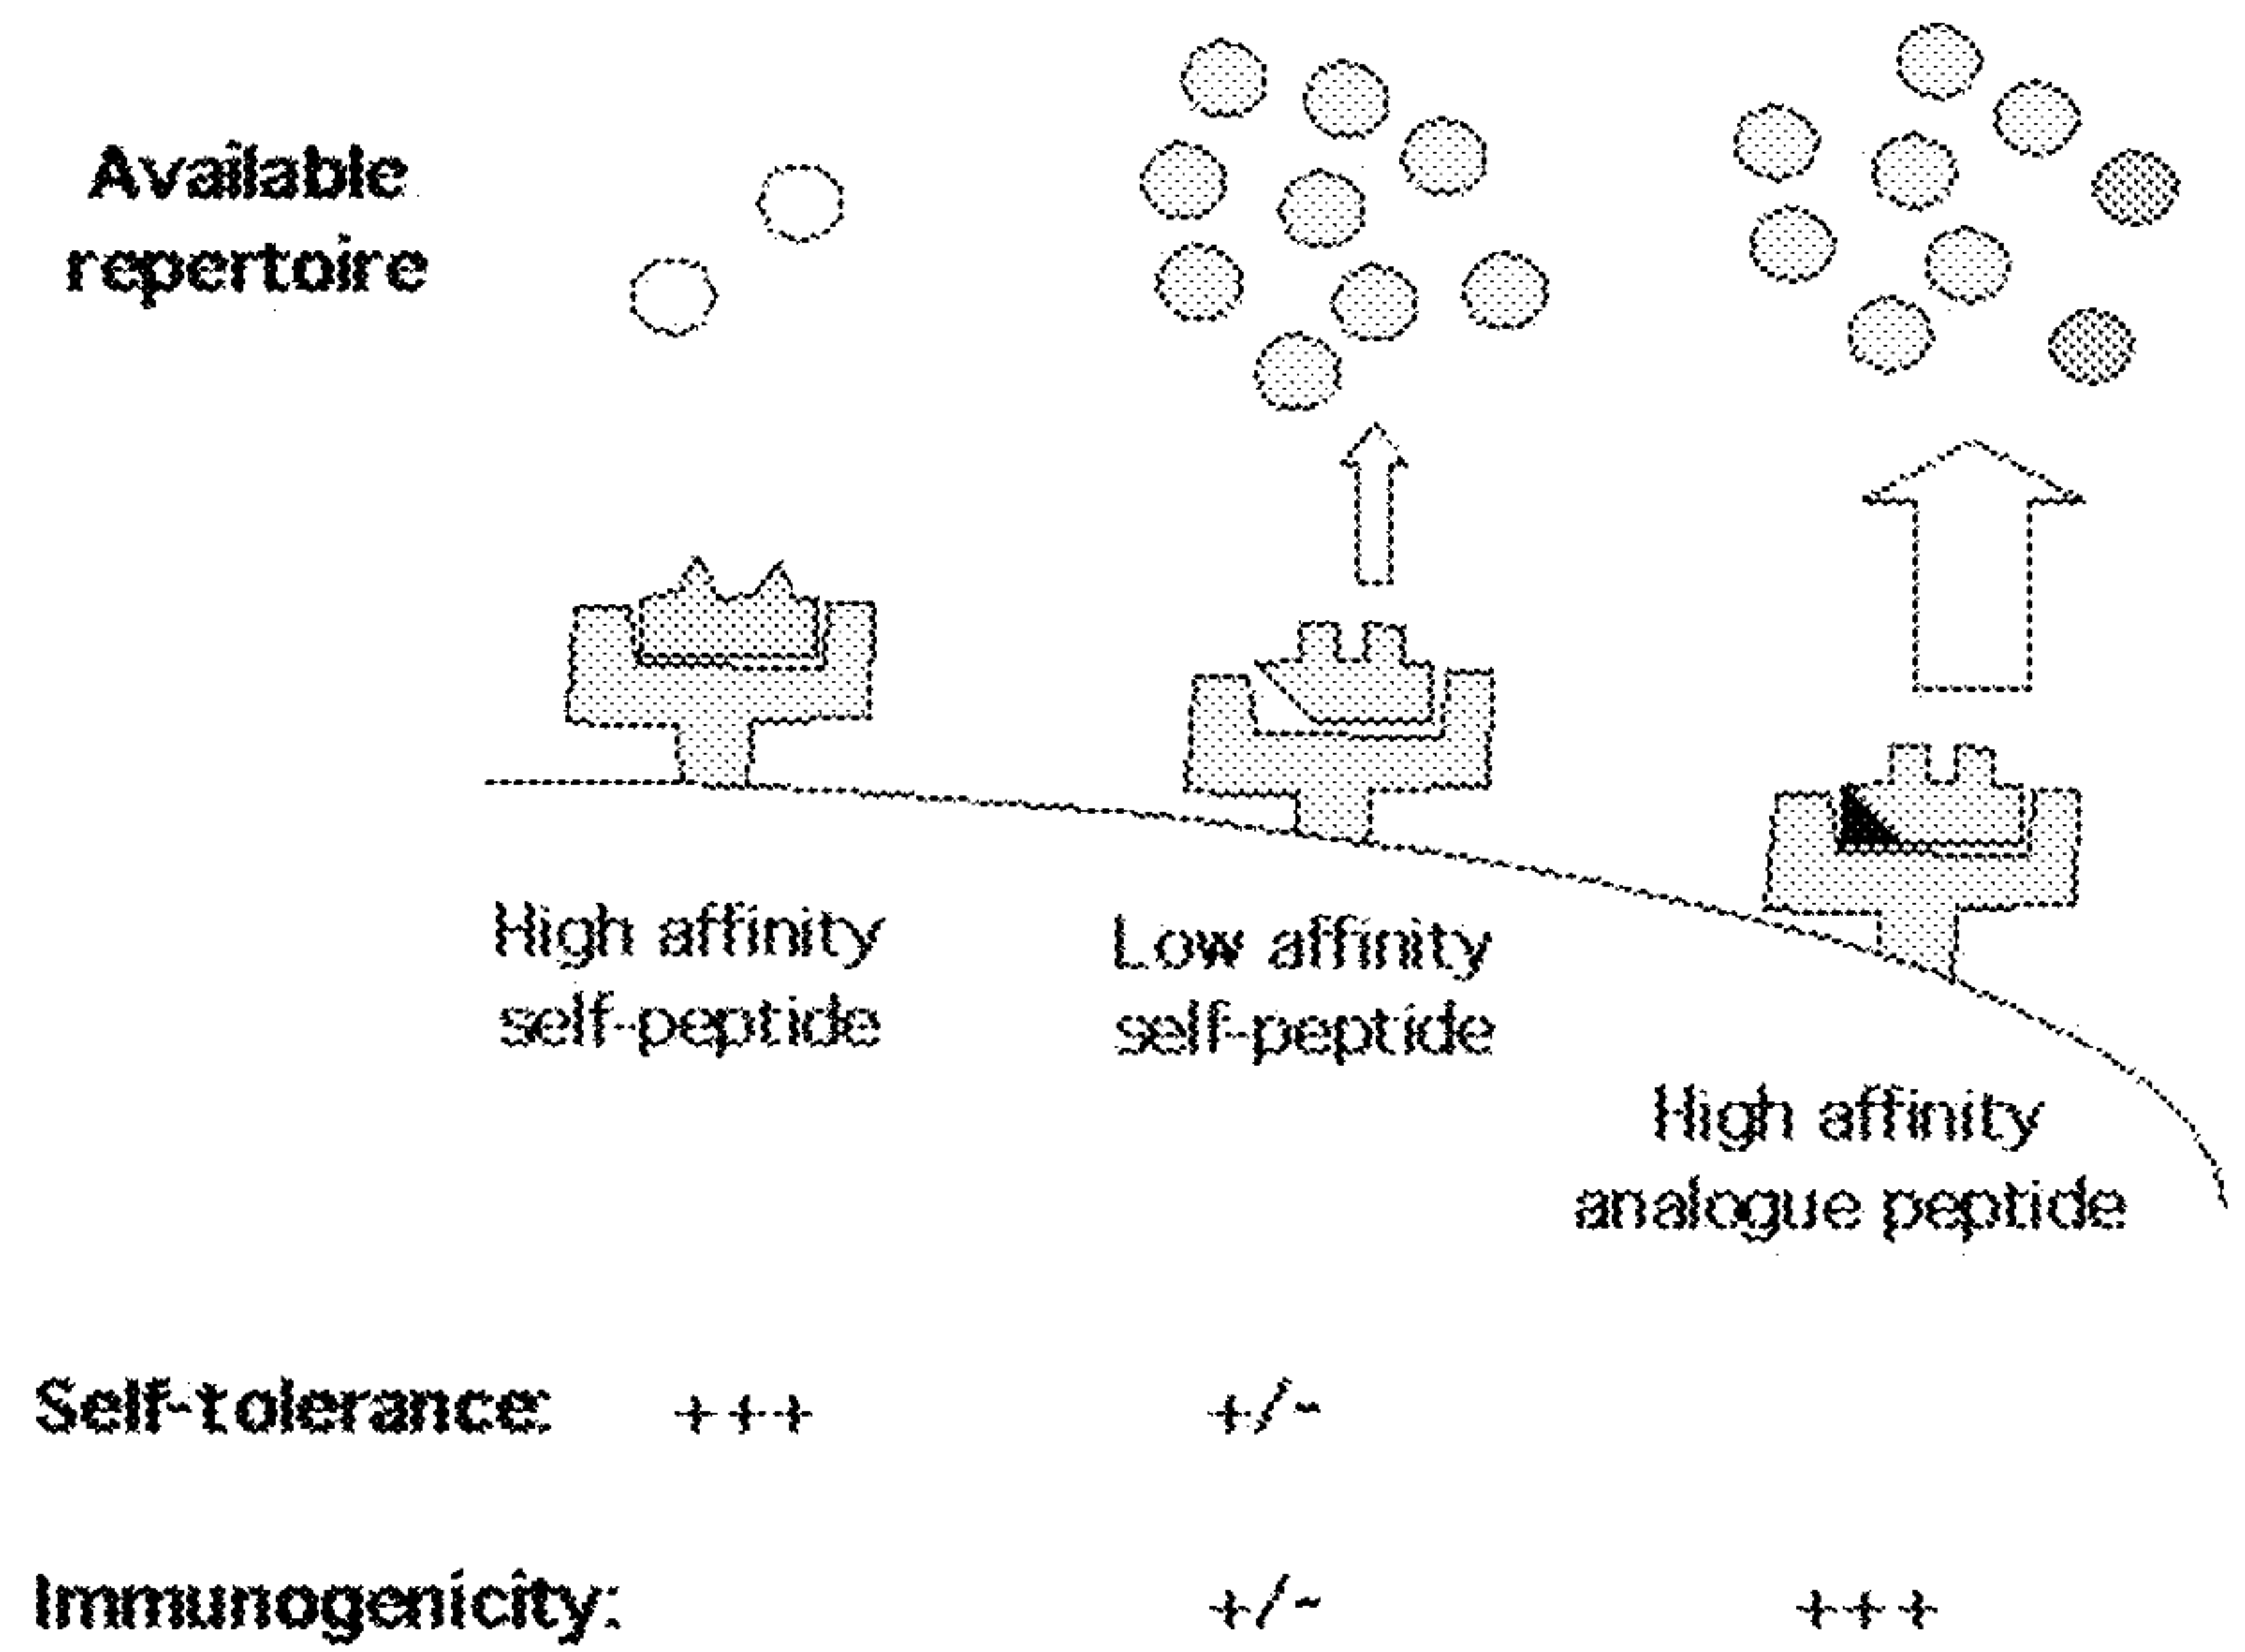 Available
repertoire
High affinity
self-peptide
Low affinity
self-peptide
High affinity
analogue peptide
Self-tolerance: +++ +/-
Immunogenicity: +/- +++